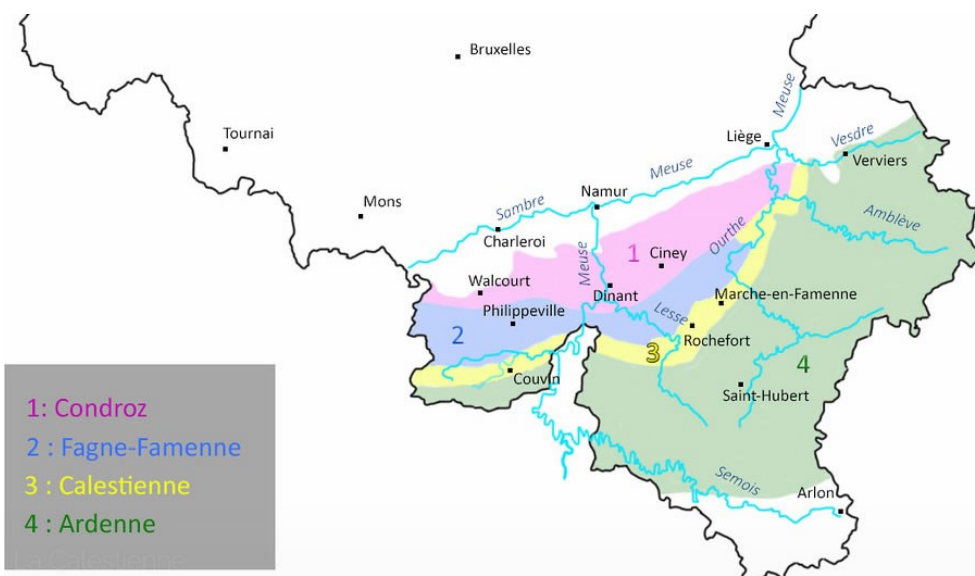 Bruxelles
Meuse
Tournai
Liège
Vesdre
Verviers
Meuse
Namur
Mons
Sambre
Amblève
Charleroi
Ourthe
1
Ciney
Meuse
Walcourt
Dinant
Marche-en-Famenne
Philippeville
Lesse
2
Rochefort
3
4
Couvin
Saint-Hubert
1: Condroz
2 : Fagne-Famenne
3 : Calestienne
4 : Ardenne
Semois
Arlon
La Calestienne